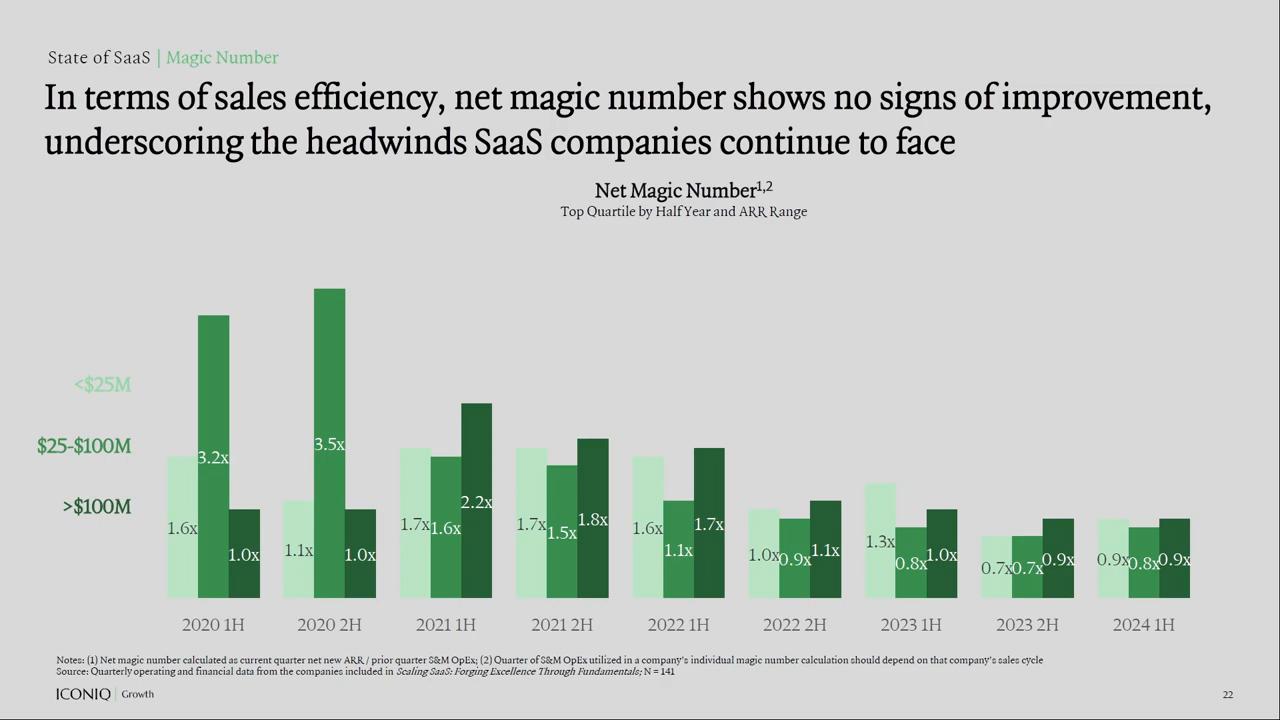 State of SaaS | Magic Number
In terms of sales efficiency, net magic number shows no signs of improvement,
underscoring the headwinds SaaS companies continue to face
Net Magic Number1,2
Top Quartile by Half Year and ARR Range
<$25M
$25-$100M
>$100M
1.6x 3.2x 1.0x
1.1x 3.5x 1.0x
1.7x 1.6x 2.2x
1.7x 1.5x 1.8x
1.6x 1.1x 1.7x
1.0x 0.9x 1.1x
1.3x 0.8x 1.0x
0.7x 0.7x 0.9x
0.9x 0.8x 0.9x
2020 1H 2020 2H 2021 1H 2021 2H 2022 1H 2022 2H 2023 1H 2023 2H 2024 1H
Notes: (1) Net magic number calculated as current quarter net new ARR / prior quarter S&M OpEx; (2) Quarter of S&M OpEx utilized in a company's individual magic number calculation should depend on that company's sales cycle
Source: Quarterly operating and financial data from the companies included in Scaling SaaS: Forging Excellence Through Fundamentals; N = 141
ICONIQ | Growth
22